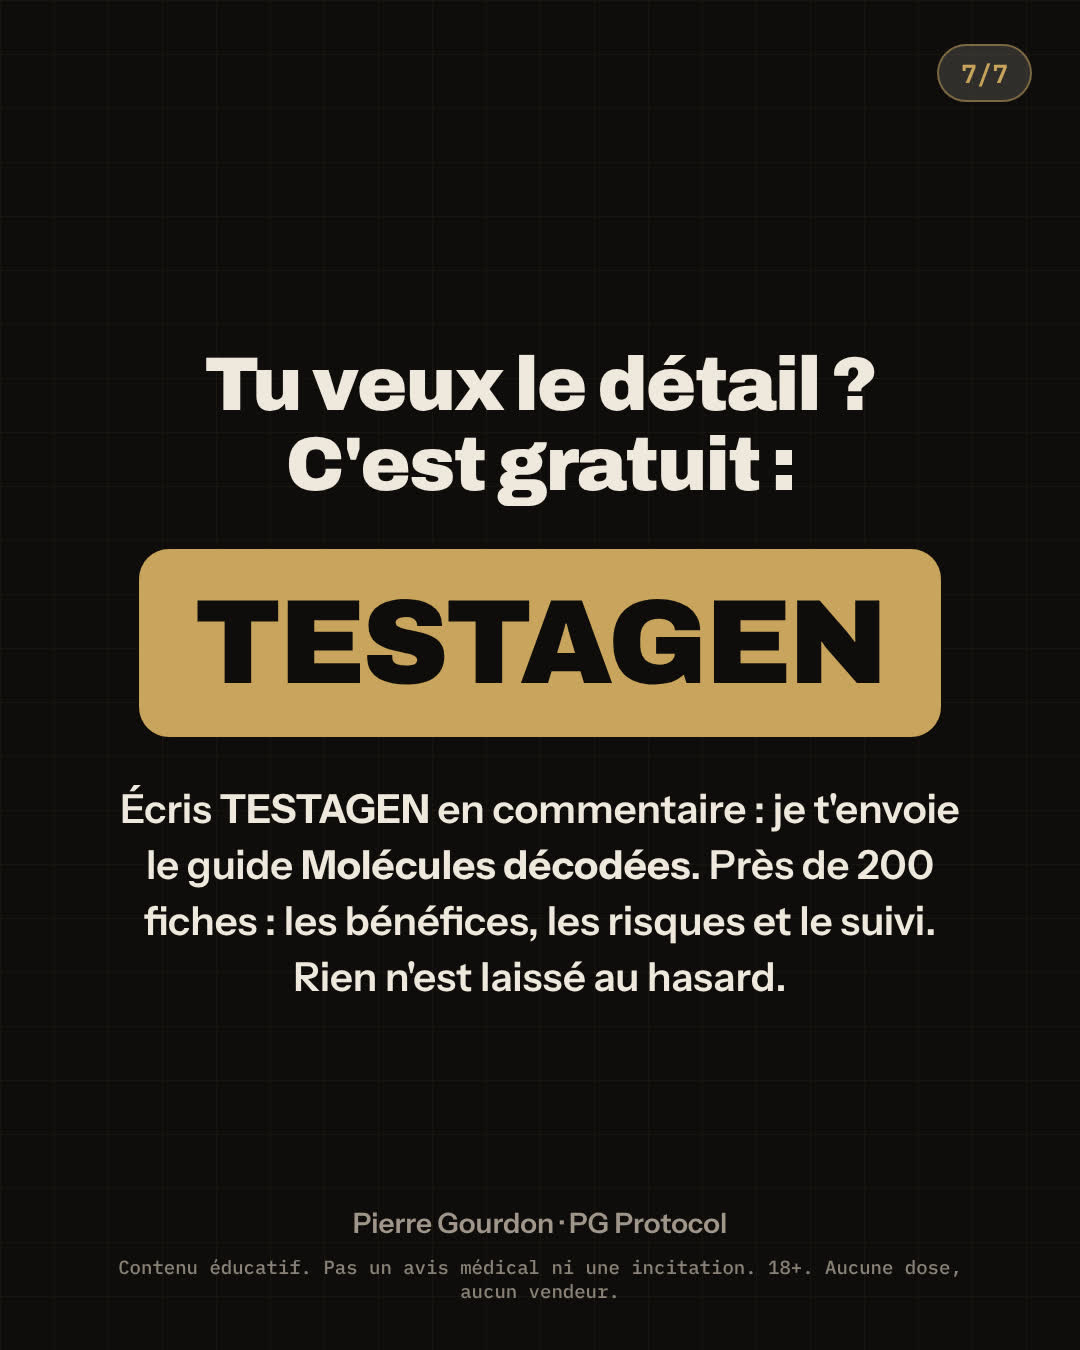 7/7
Tu veux le détail ?
C'est gratuit :
TESTAGEN
Écris TESTAGEN en commentaire : je t'envoie
le guide Molécules décodées. Près de 200
fiches : les bénéfices, les risques et le suivi.
Rien n'est laissé au hasard.
Pierre Gourdon · PG Protocol
Contenu éducatif. Pas un avis médical ni une incitation. 18+. Aucune dose,
aucun vendeur.